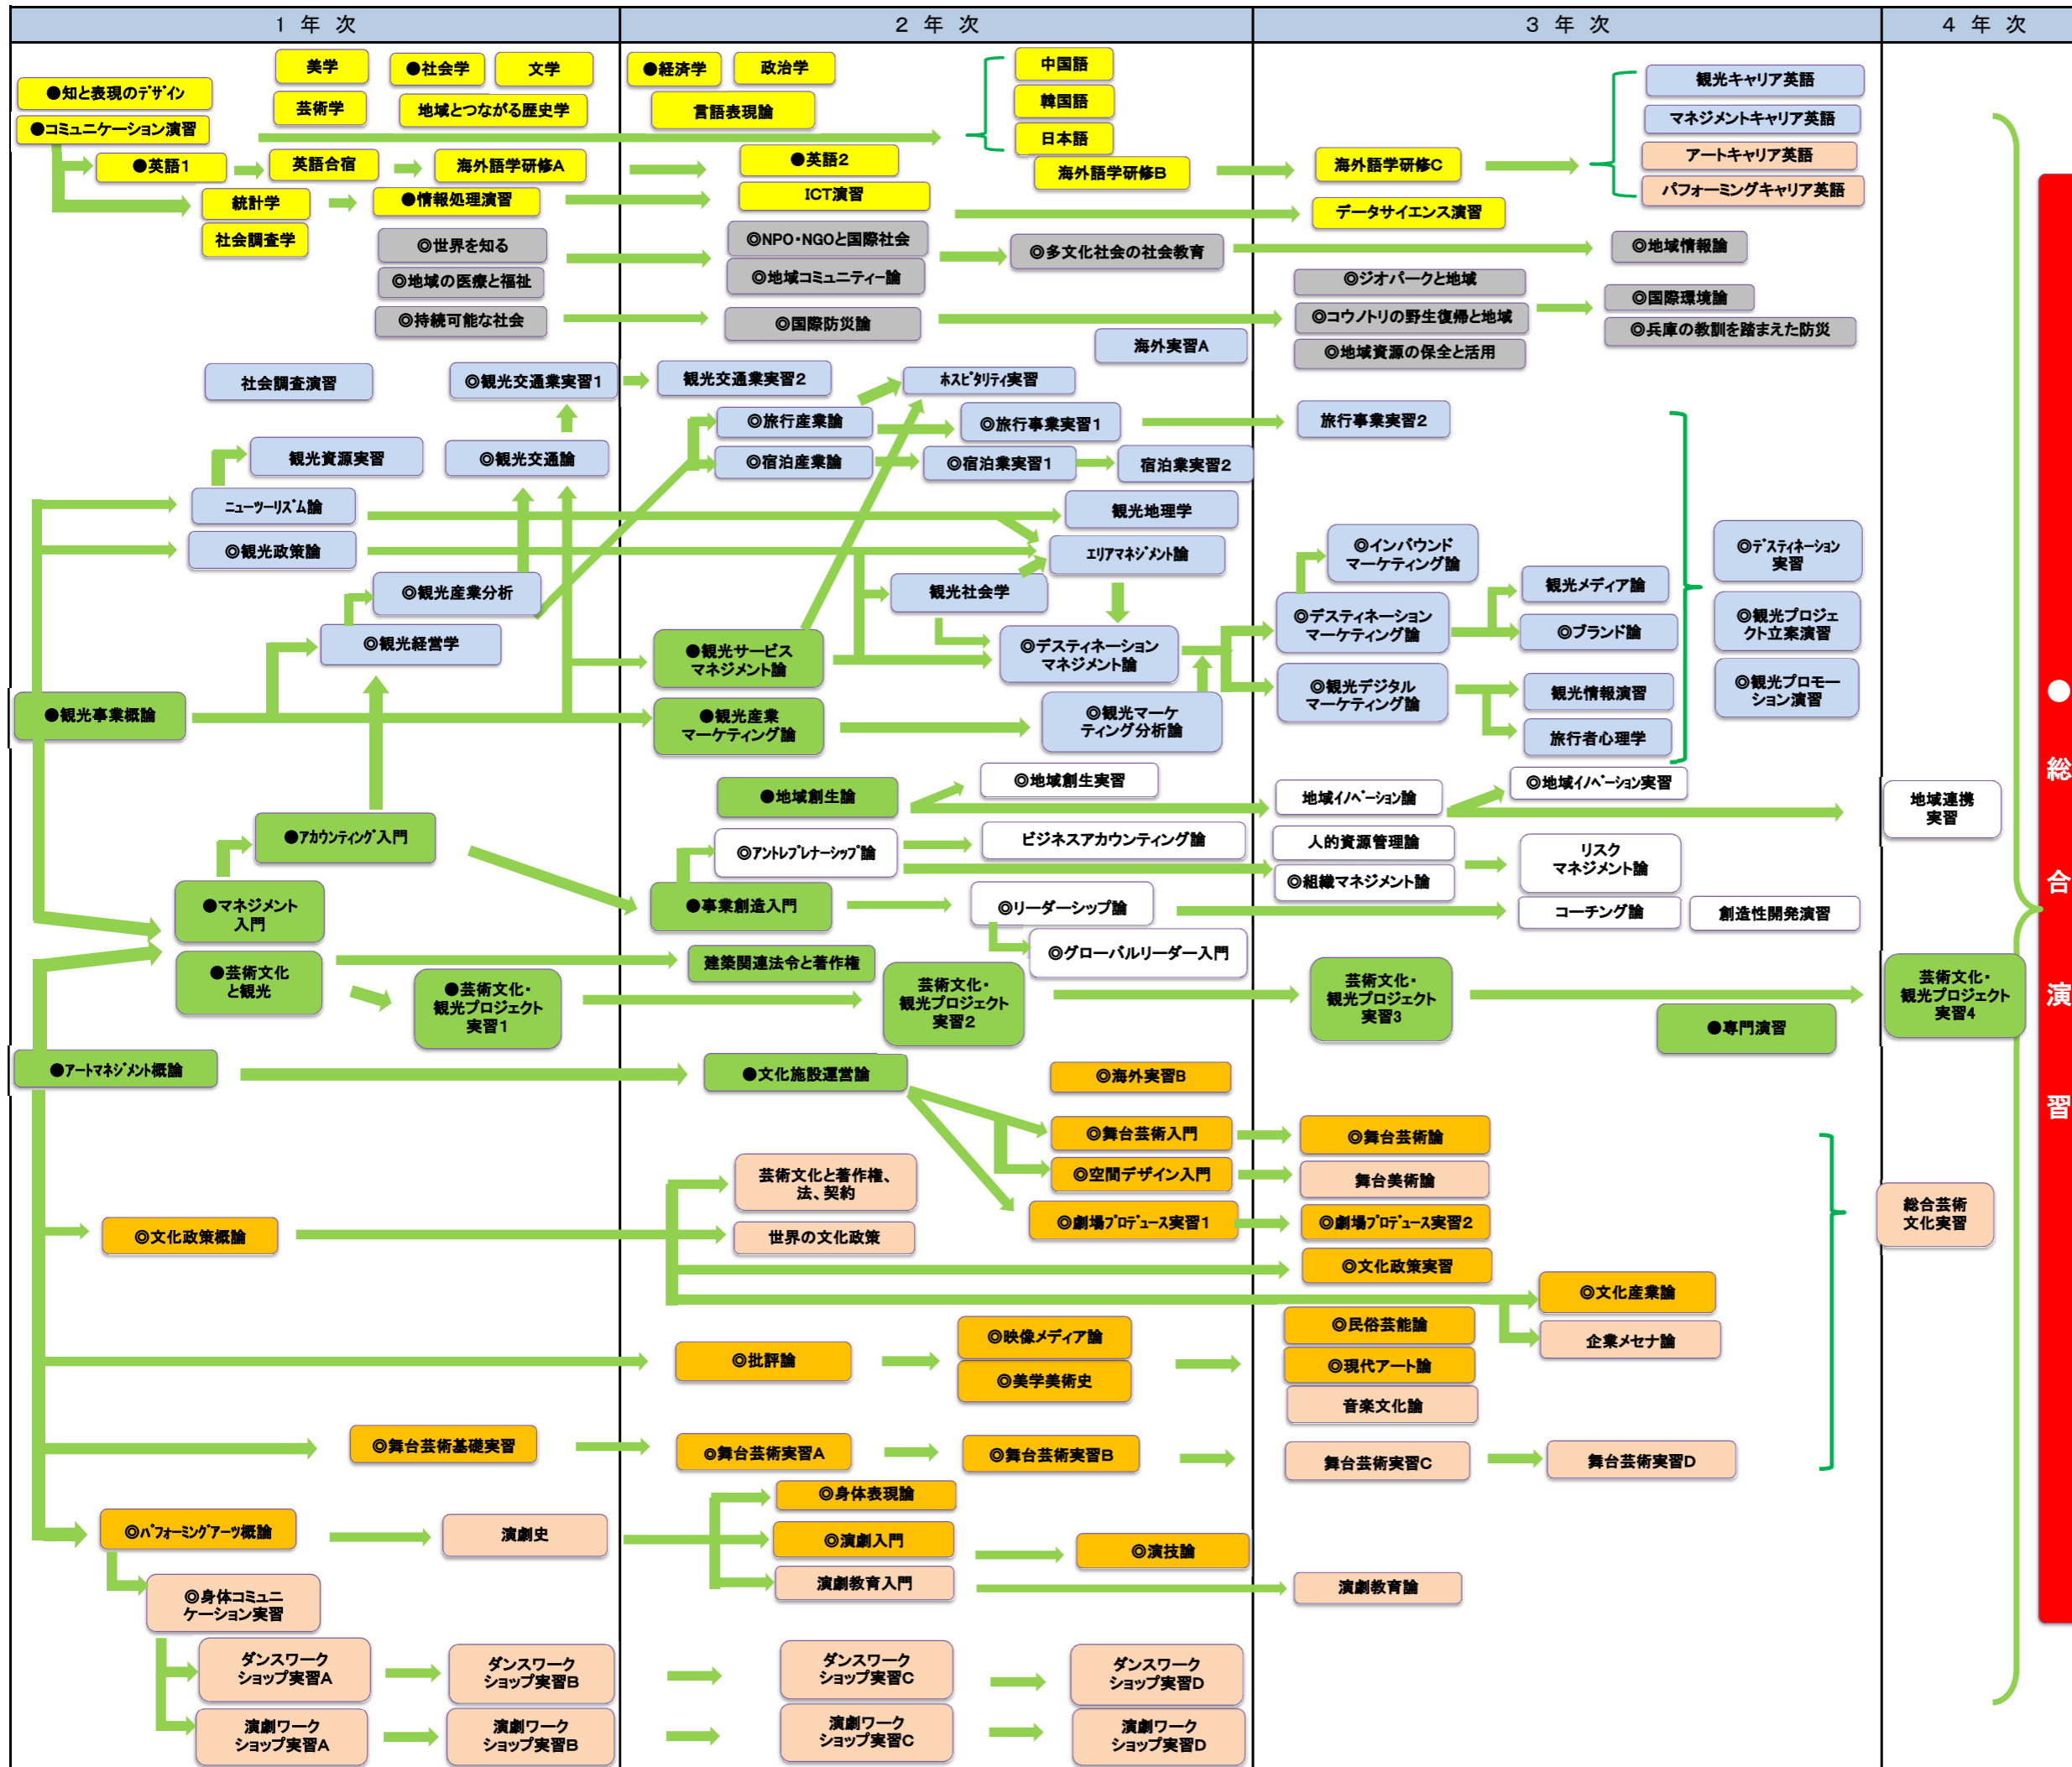 1 年 次
2 年 次
3 年 次
4 年 次
美学
●社会学
文学
●経済学
政治学
中国語
観光キャリア英語
●知と表現のデザイン
芸術学
地域とつながる歴史学
言語表現論
韓国語
マネジメントキャリア英語
●コミュニケーション演習
日本語
アートキャリア英語
●英語1
英語合宿
海外語学研修A
●英語2
海外語学研修B
海外語学研修C
パフォーミングキャリア英語
統計学
●情報処理演習
ICT演習
データサイエンス演習
社会調査学
◎世界を知る
◎NPO・NGOと国際社会
◎多文化社会の社会教育
◎地域情報論
◎地域の医療と福祉
◎地域コミュニティー論
◎ジオパークと地域
◎国際環境論
◎持続可能な社会
◎国際防災論
◎コウノトリの野生復帰と地域
◎兵庫の教訓を踏まえた防災
海外実習A
◎地域資源の保全と活用
社会調査演習
◎観光交通業実習1
観光交通業実習2
ホスピタリティ実習
◎旅行産業論
◎旅行事業実習1
旅行事業実習2
観光資源実習
◎観光交通論
◎宿泊産業論
◎宿泊業実習1
宿泊業実習2
ニューツーリズム論
観光地理学
◎観光政策論
エリアマネジメント論
◎インバウンド
マーケティング論
◎デスティネーション
実習
◎観光産業分析
観光社会学
観光メディア論
◎観光経営学
●観光サービス
マネジメント論
◎デスティネーション
マネジメント論
◎デスティネーション
マーケティング論
◎ブランド論
◎観光プロジェ
クト立案演習
●観光事業概論
●観光産業
マーケティング論
◎観光マーケ
ティング分析論
◎観光デジタル
マーケティング論
観光情報演習
◎観光プロモー
ション演習
旅行者心理学
●地域創生論
◎地域創生実習
地域イノベーション論
◎地域イノベーション実習
地域連携
実習
●アカウンティング入門
◎アントレプレナーシップ論
ビジネスアカウンティング論
人的資源管理論
リスク
マネジメント論
◎組織マネジメント論
●マネジメント
入門
●事業創造入門
◎リーダーシップ論
コーチング論
創造性開発演習
◎グローバルリーダー入門
●芸術文化
と観光
建築関連法令と著作権
●芸術文化・
観光プロジェクト
実習1
芸術文化・
観光プロジェクト
実習2
芸術文化・
観光プロジェクト
実習3
芸術文化・
観光プロジェクト
実習4
●専門演習
●アートマネジメント概論
●文化施設運営論
◎海外実習B
◎舞台芸術入門
◎舞台芸術論
芸術文化と著作権、
法、契約
◎空間デザイン入門
舞台美術論
◎文化政策概論
世界の文化政策
◎劇場プロデュース実習1
◎劇場プロデュース実習2
総合芸術
文化実習
◎文化政策実習
◎文化産業論
◎批評論
◎映像メディア論
◎民俗芸能論
企業メセナ論
◎美学美術史
◎現代アート論
音楽文化論
◎舞台芸術基礎実習
◎舞台芸術実習A
◎舞台芸術実習B
舞台芸術実習C
舞台芸術実習D
◎身体表現論
◎パフォーミングアーツ概論
演劇史
◎演劇入門
◎演技論
演劇教育入門
演劇教育論
◎身体コミュニ
ケーション実習
ダンスワーク
ショップ実習A
ダンスワーク
ショップ実習B
ダンスワーク
ショップ実習C
ダンスワーク
ショップ実習D
演劇ワーク
ショップ実習A
演劇ワーク
ショップ実習B
演劇ワーク
ショップ実習C
演劇ワーク
ショップ実習D
●総合演習